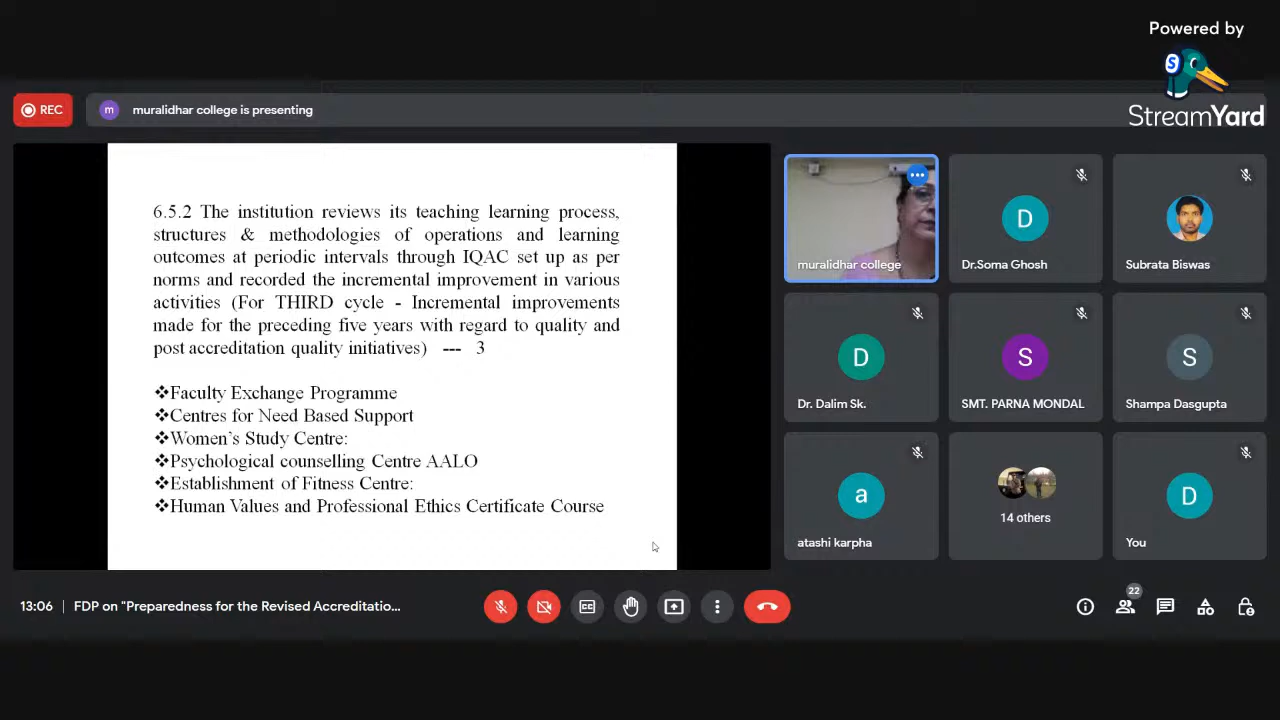 Powered by
S
StreamYard
REC
m
muralidhar college is presenting
6.5.2 The institution reviews its teaching learning process,
structures & methodologies of operations and learning
outcomes at periodic intervals through IQAC set up as per
norms and recorded the incremental improvement in various
activities (For THIRD cycle - Incremental improvements
made for the preceding five years with regard to quality and
post accreditation quality initiatives) --- 3
❖Faculty Exchange Programme
❖Centres for Need Based Support
❖Women's Study Centre:
❖Psychological counselling Centre AALO
❖Establishment of Fitness Centre:
❖Human Values and Professional Ethics Certificate Course
muralidhar college
D
Dr.Soma Ghosh
Subrata Biswas
D
Dr. Dalim Sk.
S
SMT. PARNA MONDAL
S
Shampa Dasgupta
a
atashi karpha
14 others
D
You
13:06 | FDP on "Preparedness for the Revised Accreditatio...
CC
22